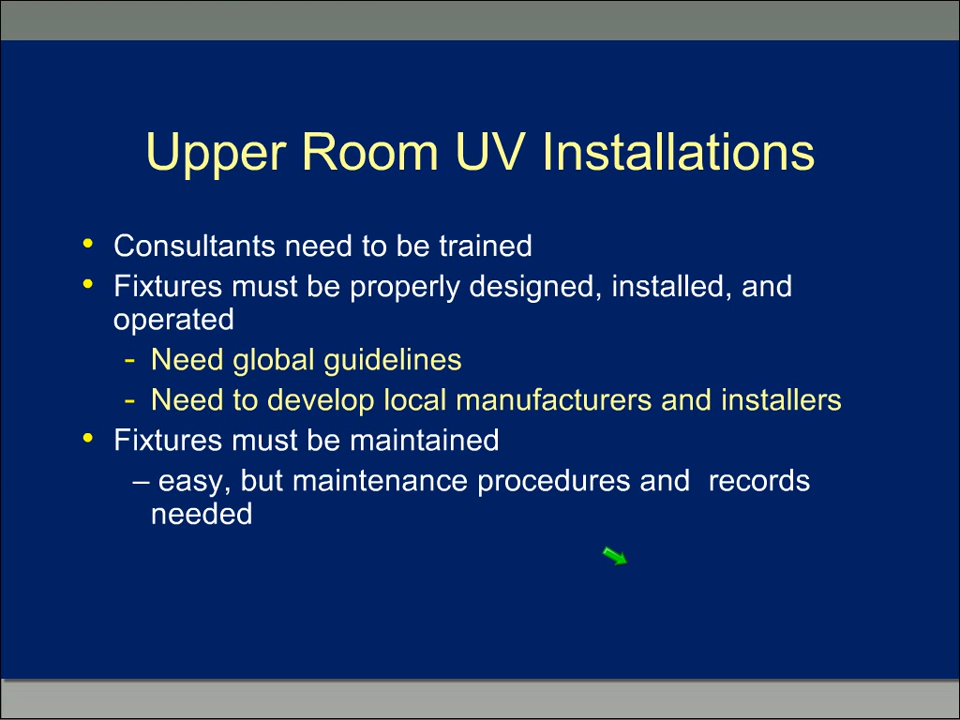 Upper Room UV Installations
• Consultants need to be trained
• Fixtures must be properly designed, installed, and
operated
- Need global guidelines
- Need to develop local manufacturers and installers
• Fixtures must be maintained
– easy, but maintenance procedures and records
needed